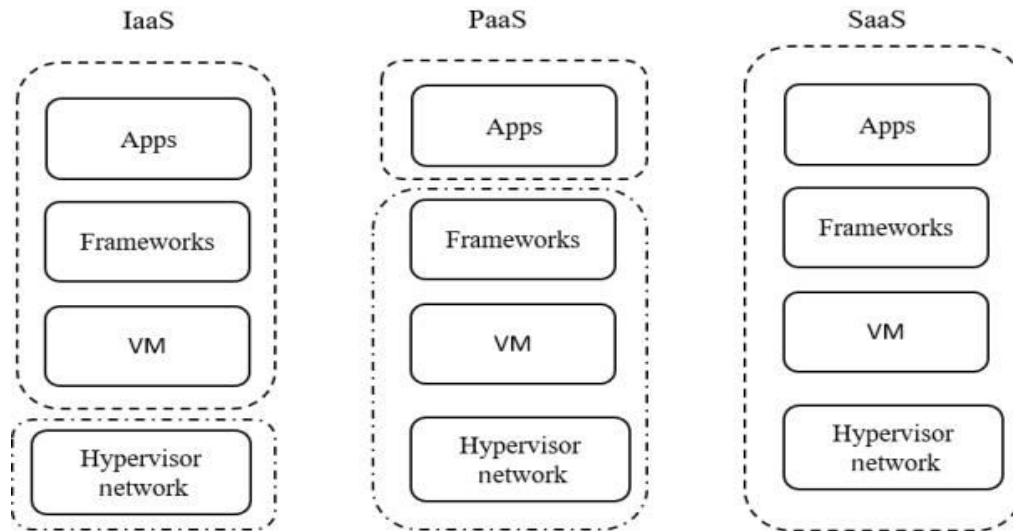 IaaS
Apps
Frameworks
VM
Hypervisor
network
PaaS
Apps
Frameworks
VM
Hypervisor
network
SaaS
Apps
Frameworks
VM
Hypervisor
network